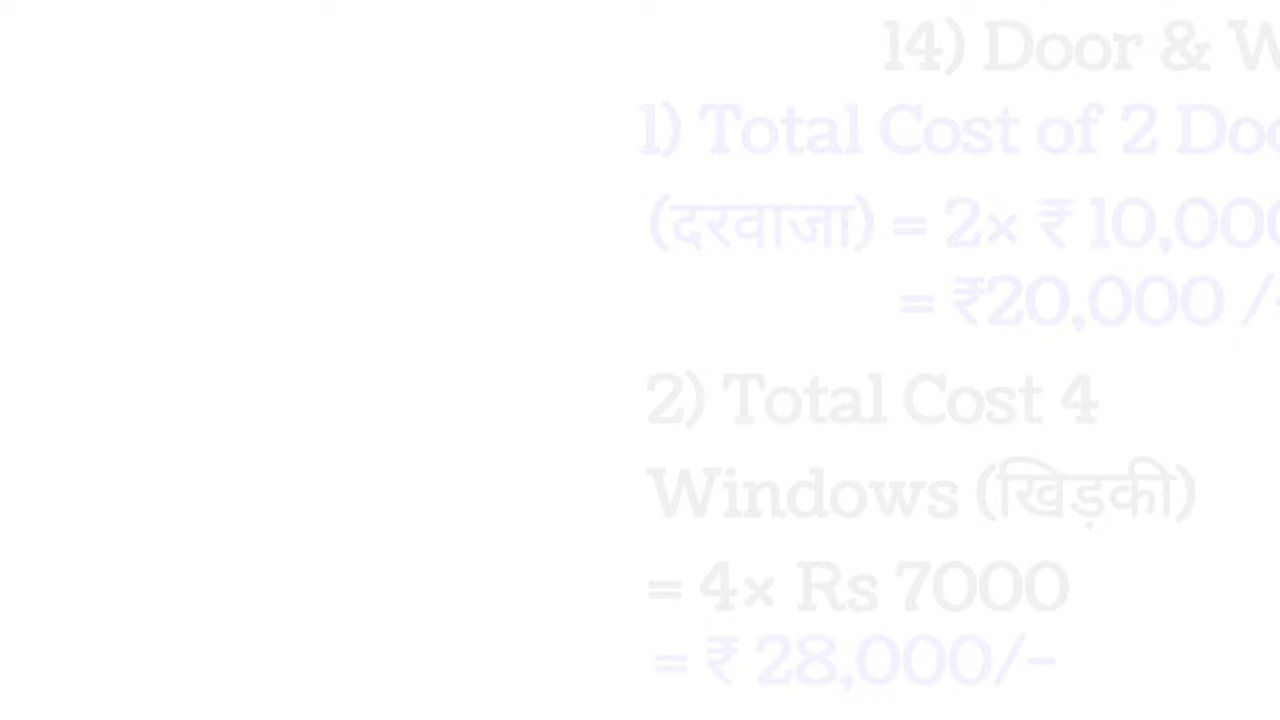 14) Door & W
1) Total Cost of 2 Doo
(दरवाजा) = 2× ₹ 10,000
= ₹20,000 /-
2) Total Cost 4
Windows (खिड़की)
= 4× Rs 7000
= ₹ 28,000/-